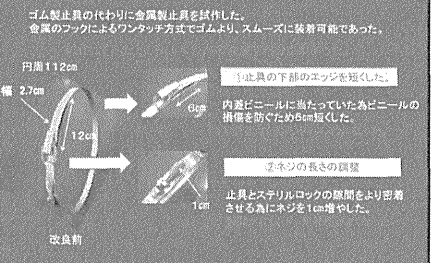 ゴム製止具の代わりに金属製止具を試作した。
金属のフックによるワンタッチ方式でゴムより、スムーズに装着可能であった。
円周112cm
幅 2.7cm
12cm
改良前
6cm
1cm
①止具の下部のエッジを短くした。
内遊ビニールに当たっていた為ビニールの
損傷を防ぐため6cm短くした。
②ネジの長さの調整
止具とステリルロックの隙間をより密着
させる為にネジを1cm増やした。